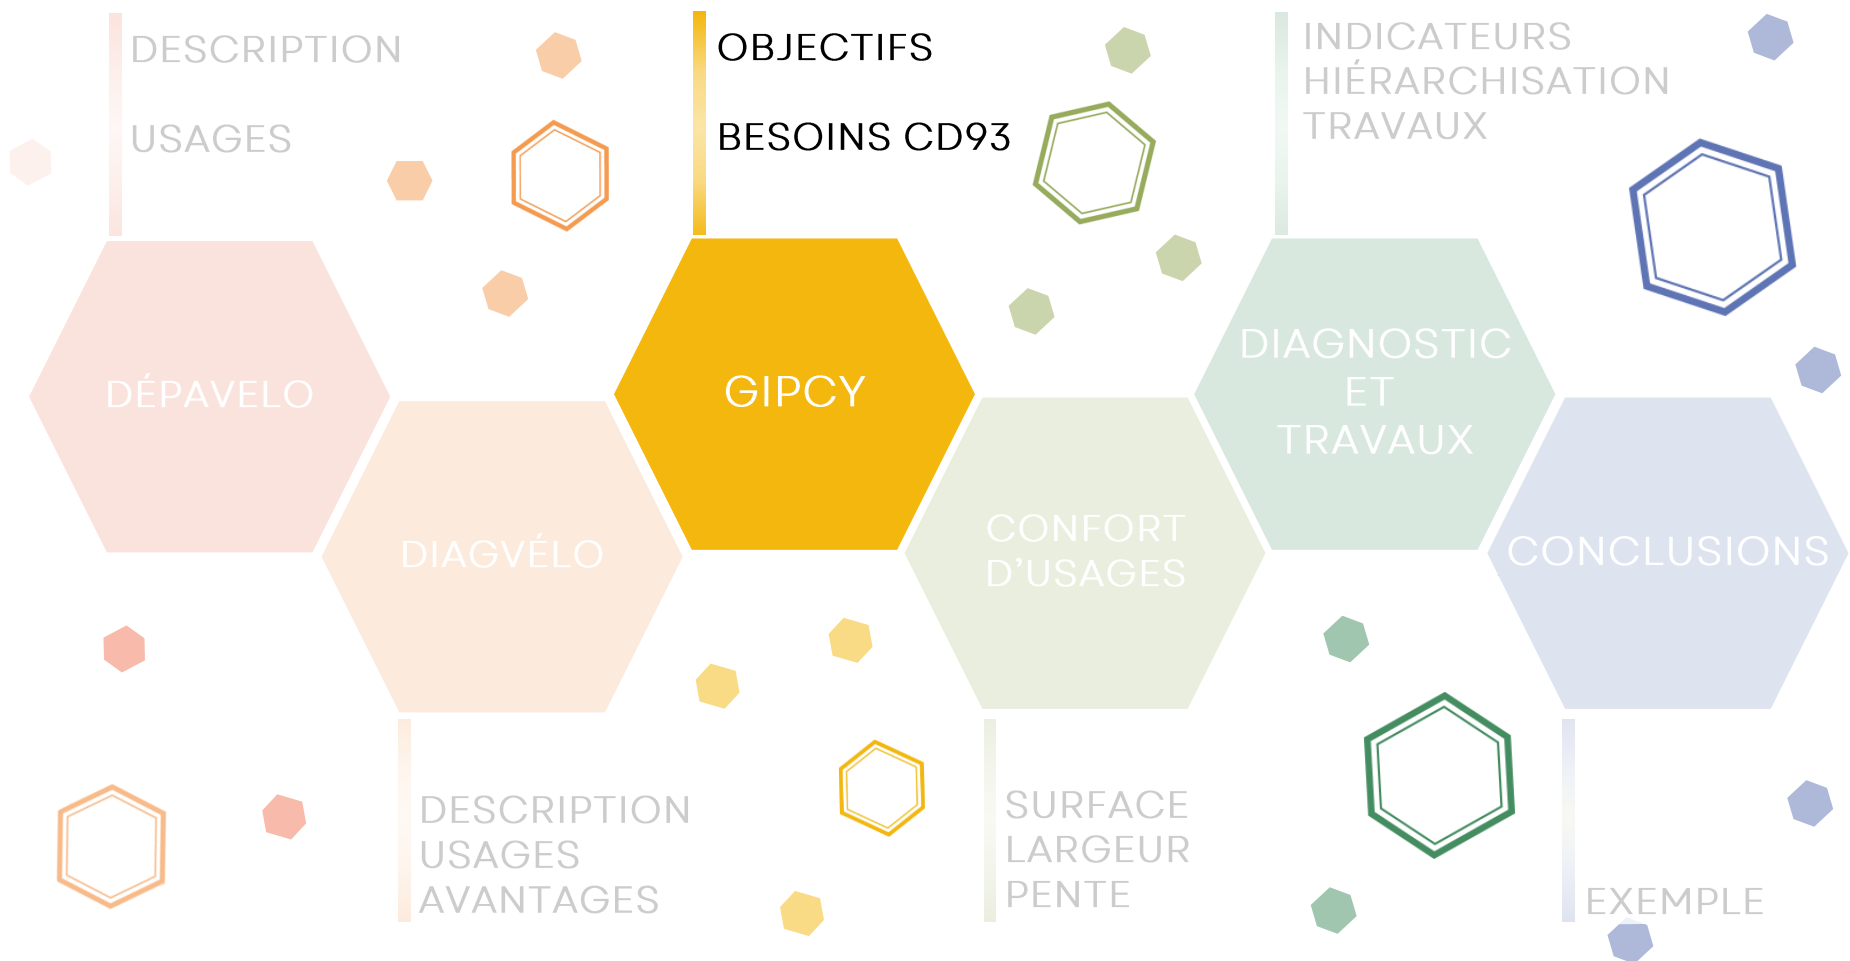 DESCRIPTION
USAGES
DÉPAVELO
DIAGVÉLO
DESCRIPTION
USAGES
AVANTAGES
OBJECTIFS
BESOINS CD93
GIPCY
CONFORT
D’USAGES
SURFACE
LARGEUR
PENTE
INDICATEURS
HIÉRARCHISATION
TRAVAUX
DIAGNOSTIC
ET
TRAVAUX
CONCLUSIONS
EXEMPLE